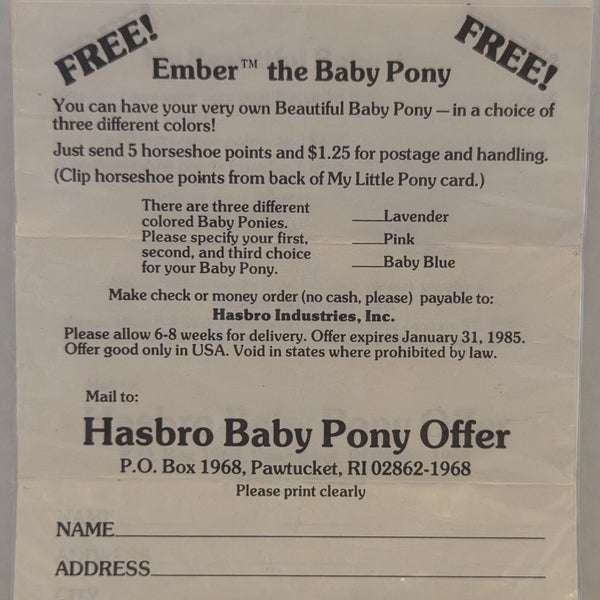 FREE!
FREE!
Ember™ the Baby Pony
You can have your very own Beautiful Baby Pony — in a choice of
three different colors!
Just send 5 horseshoe points and $1.25 for postage and handling.
(Clip horseshoe points from back of My Little Pony card.)
There are three different
colored Baby Ponies.
Please specify your first,
second, and third choice
for your Baby Pony.
____Lavender
____Pink
____Baby Blue
Make check or money order (no cash, please) payable to:
Hasbro Industries, Inc.
Please allow 6-8 weeks for delivery. Offer expires January 31, 1985.
Offer good only in USA. Void in states where prohibited by law.
Mail to:
Hasbro Baby Pony Offer
P.O. Box 1968, Pawtucket, RI 02862-1968
Please print clearly
NAME
ADDRESS
CITY